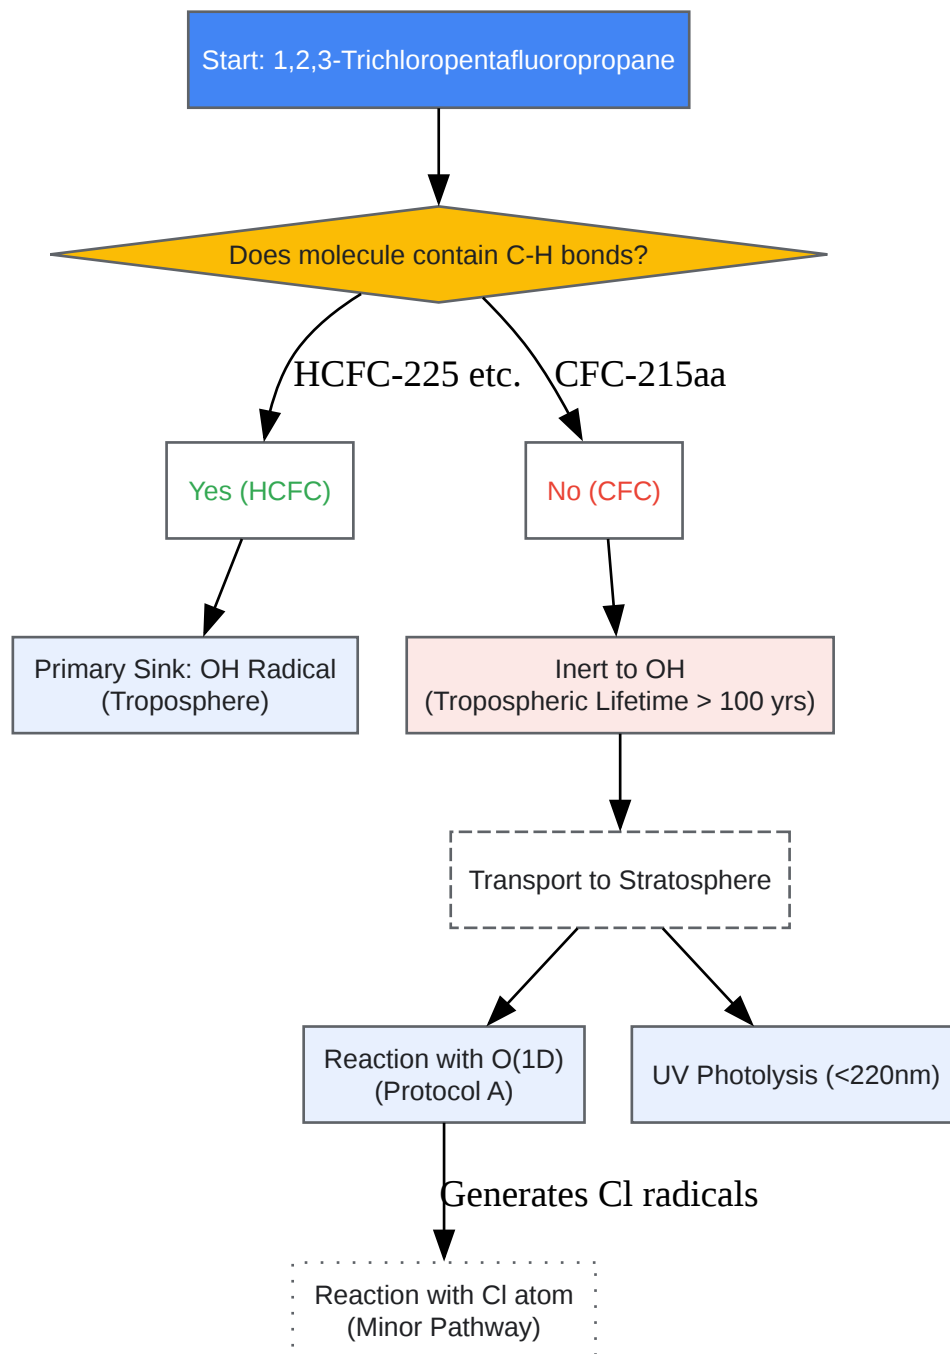 Start: 1,2,3-Trichloropentafluoropropane
Does molecule contain C-H bonds?
HCFC-225 etc.
CFC-215aa
Yes (HCFC)
No (CFC)
Primary Sink: OH Radical
(Troposphere)
Inert to OH
(Tropospheric Lifetime > 100 yrs)
Transport to Stratosphere
Reaction with O(1D)
(Protocol A)
UV Photolysis (<220nm)
Generates Cl radicals
Reaction with Cl atom
(Minor Pathway)